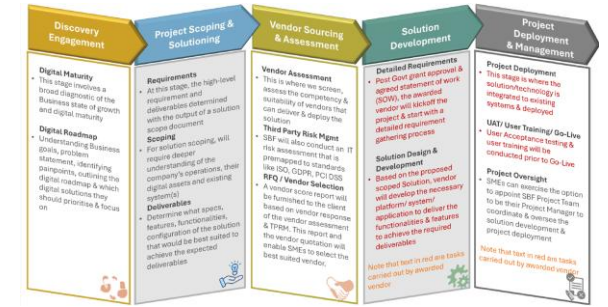 Discovery
Engagement
Digital Maturity
• This stage involves a
broad diagnostic of the
Business state of growth
and digital maturity
Digital Roadmap
• Understanding Business
goals, problem
statement, identifying
painpoints, outlining
the digital roadmap & which
digital solutions they
should prioritise & focus
on
Project Scoping &
Solutioning
Requirements
• At this stage, the high-level
requirement and
deliverables determined
with the output of a solution
scope document
Scoping
• For solution scoping, will
require deeper
understanding of the
company's operations, their
digital assets and existing
system(s)
Deliverables
• Determine what specs,
features, functionalities,
configuration of the solution
that would be best suited to
achieve the expected
deliverables
Vendor Sourcing
& Assessment
Vendor Assessment
• This is where we screen,
assess the competency &
suitability of vendors that
can deliver & deploy the
solution
Third Party Risk Mgmt
• SBF will also conduct an IT
risk assessment that is
premapped to standards
like ISO, GDPR, PCI DSS
RFQ / Vendor Selection
• A vendor score report will
be furnished to the client
based on vendor response
of the vendor assessment
& TPRM. This report and
the vendor quotation will
enable SMEs to select the
best suited vendor.
Solution
Development
Detailed Requirements
• Post Govt grant approval &
agreed statement of work
(SOW), the awarded
vendor will kickoff the
project & start with a
detailed requirement
gathering process
Solution Design &
Development
• Based on the proposed
scoped Solution, vendor
will develop the necessary
platform/ system/
application to deliver the
functionalities & features
to achieve the required
deliverables
Note that text in red are tasks
carried out by awarded
vendor
Project
Deployment
& Management
Project Deployment
• This stage is where the
solution/technology is
integrated to existing
systems & deployed
UAT/ User Training/ Go-Live
• User Acceptance testing &
user training will be
conducted prior to Go-Live
Project Oversight
• SMEs can exercise the option
to appoint SBF Project Team
to be their Project Manager to
coordinate & oversee the
solution development &
project deployment
Note that text in red are tasks
carried out by awarded vendor